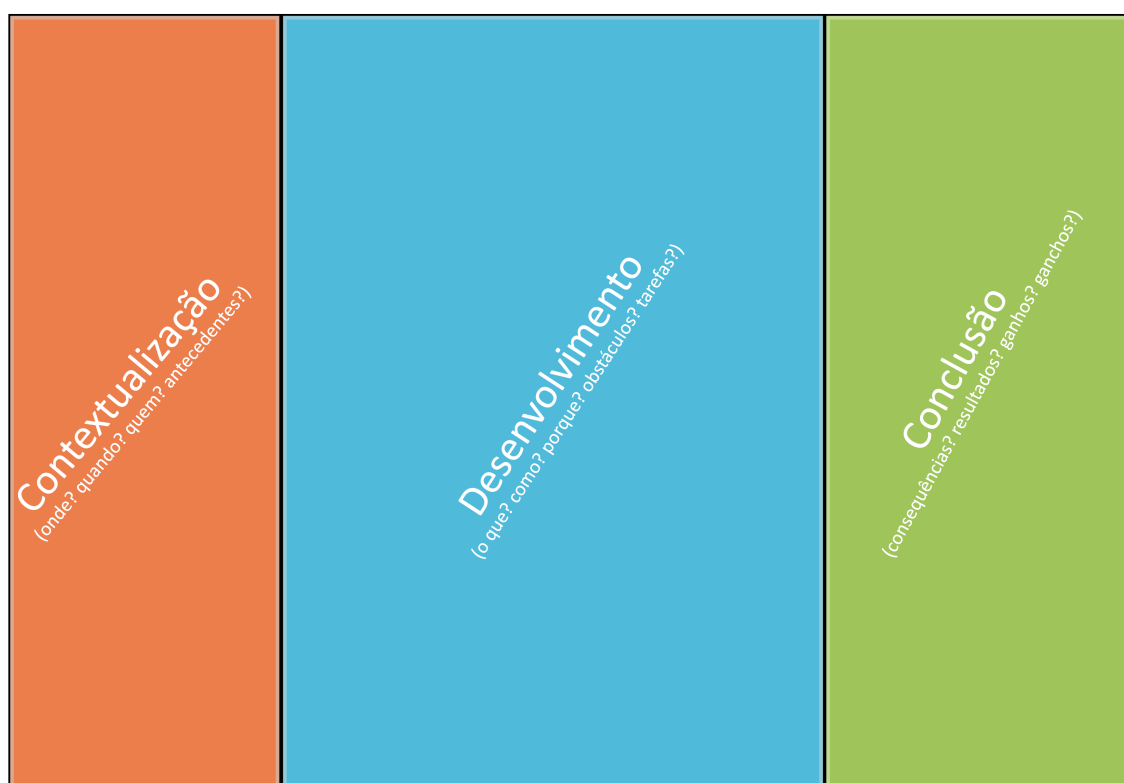 Contextualização
(onde? quando? quem? antecedentes?)
Desenvolvimento
(o que? como? porque? obstáculos? tarefas?)
Conclusão
(consequências? resultados? ganhos? ganchos?)